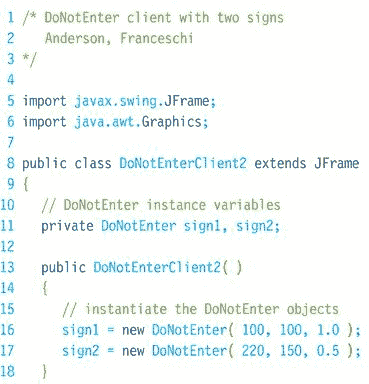 1 /* DoNotEnter client with two signs
2    Anderson, Franceschi
3 */
4
5 import javax.swing.JFrame;
6 import java.awt.Graphics;
7
8 public class DoNotEnterClient2 extends JFrame
9 {
10   // DoNotEnter instance variables
11   private DoNotEnter sign1, sign2;
12
13   public DoNotEnterClient2( )
14   {
15      // instantiate the DoNotEnter objects
16      sign1 = new DoNotEnter( 100, 100, 1.0 );
17      sign2 = new DoNotEnter( 220, 150, 0.5 );
18   }